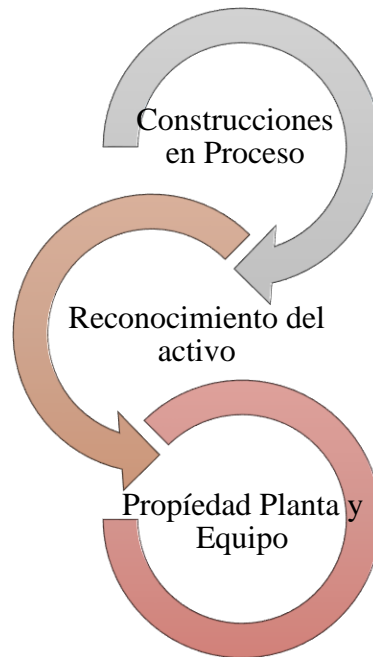 Construcciones
en Proceso
Reconocimiento del
activo
Propíedad Planta y
Equipo